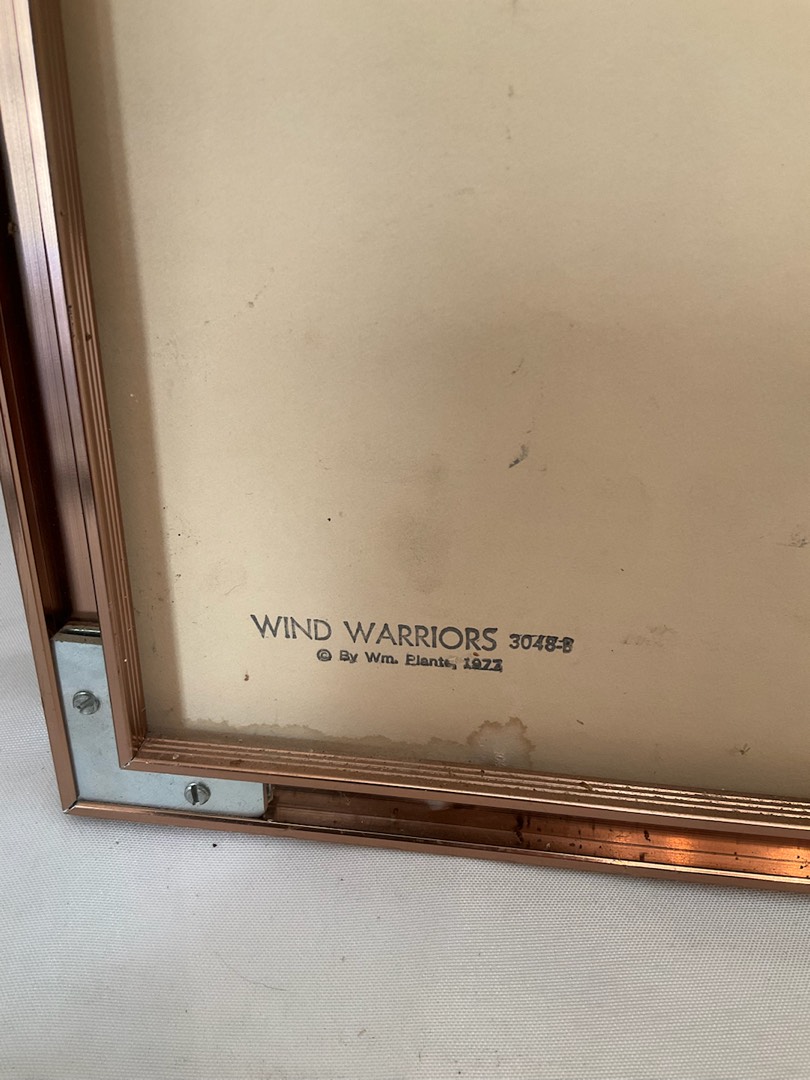 WIND WARRIORS 3048-B
© By Wm. Plante, 1977